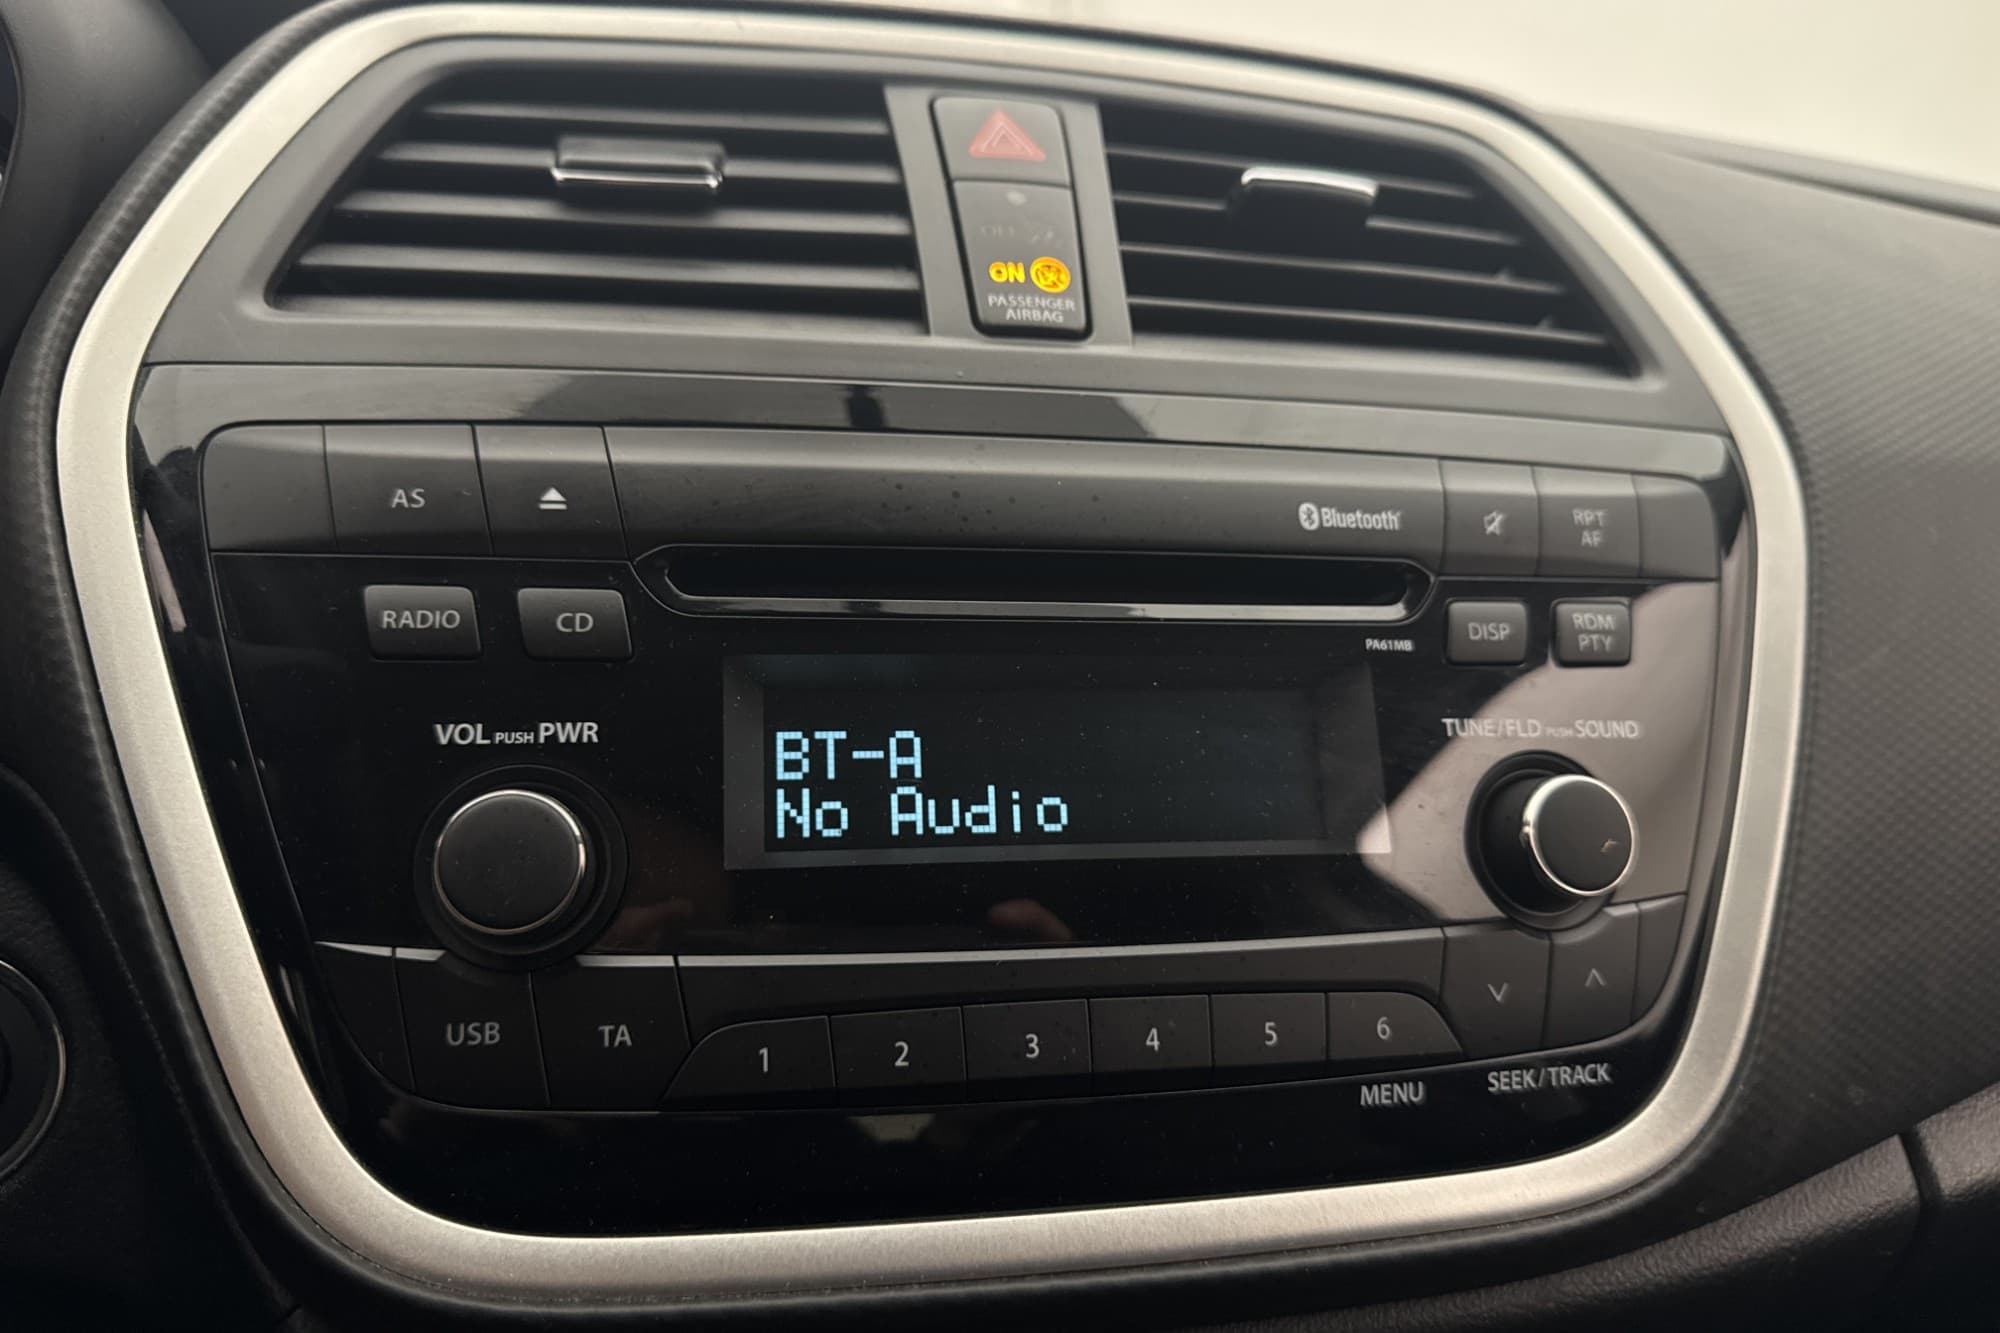 OFF
ON
PASSENGER
AIRBAG
AS
Bluetooth
RPT
AF
RADIO
CD
PA61MB
DISP
RDM
PTY
VOL PUSH PWR
TUNE/FLD PUSH SOUND
BT-A
No Audio
USB
TA
1
2
3
4
5
6
MENU
SEEK/TRACK